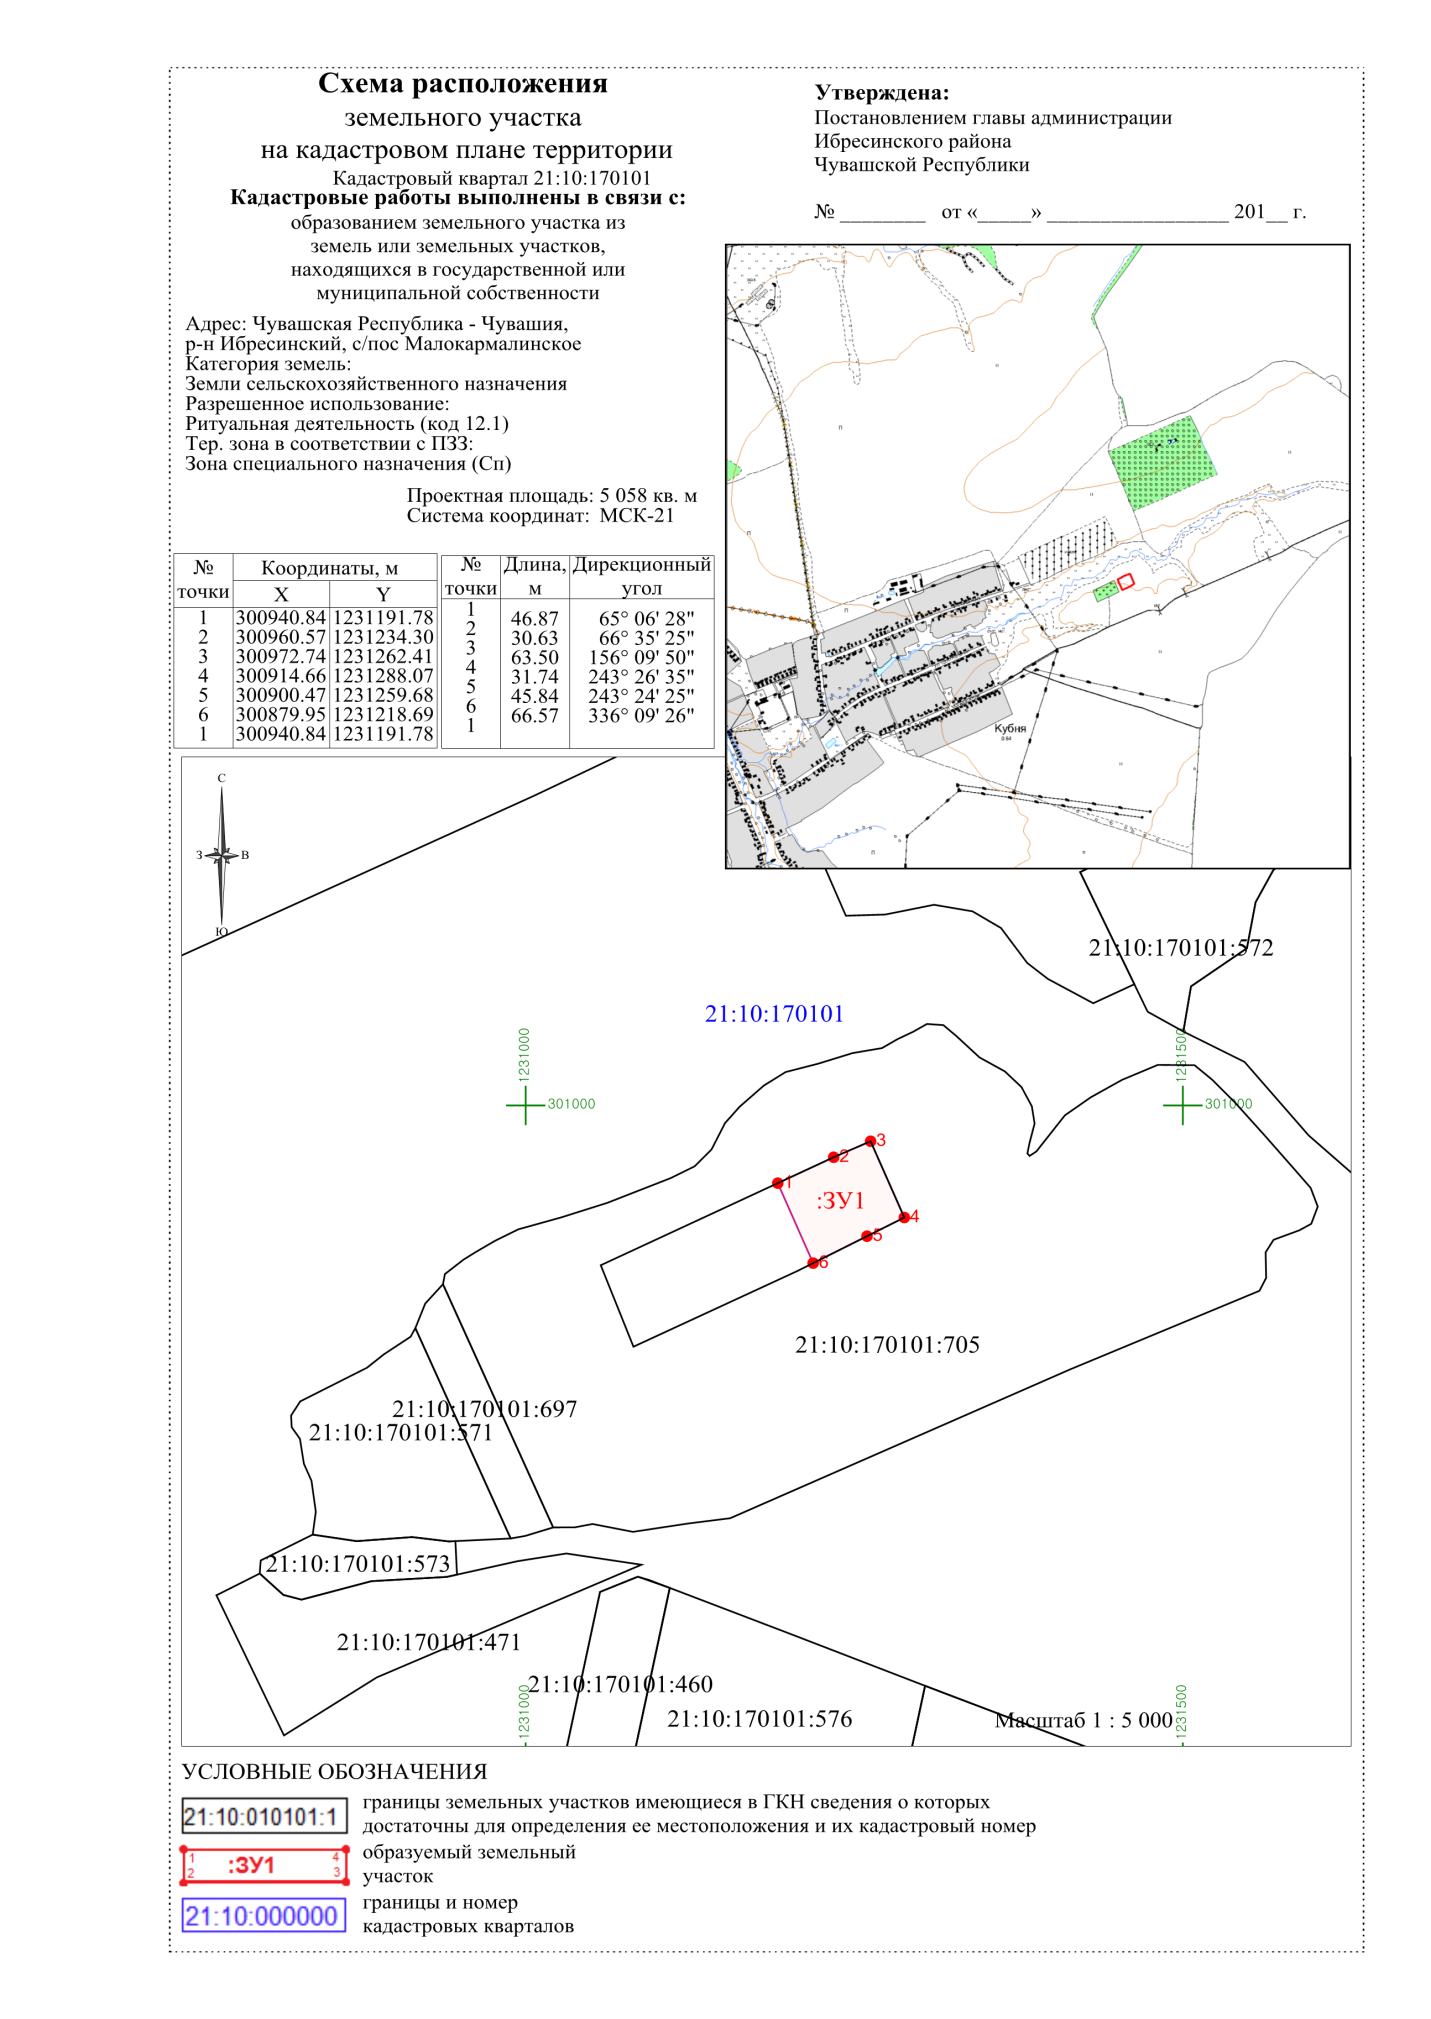 Схема расположения
земельного участка
на кадастровом плане территории
Кадастровый квартал 21:10:170101
Кадастровые работы выполнены в связи с:
образованием земельного участка из
земель или земельных участков,
находящихся в государственной или
муниципальной собственности
Утверждена:
Постановлением главы администрации
Ибресинского района
Чувашской Республики
№ ________ от «_____» _________________ 201__ г.
Адрес: Чувашская Республика - Чувашия,
р-н Ибресинский, с/пос Малокармалинское
Категория земель:
Земли сельскохозяйственного назначения
Разрешенное использование:
Ритуальная деятельность (код 12.1)
Тер. зона в соответствии с ПЗЗ:
Зона специального назначения (Сп)
Проектная площадь: 5 058 кв. м
Система координат: МСК-21
№ точки Координаты, м
X Y
1 300940.84 1231191.78
2 300960.57 1231234.30
3 300972.74 1231262.41
4 300914.66 1231288.07
5 300900.47 1231259.68
6 300879.95 1231218.69
1 300940.84 1231191.78
№ Длина, Дирекционный
точки м угол
1
46.87 65° 06' 28"
2
30.63 66° 35' 25"
3
63.50 156° 09' 50"
4
31.74 243° 26' 35"
5
45.84 243° 24' 25"
6
66.57 336° 09' 26"
1
Кубня
С
З В
Ю
21:10:170101:572
21:10:170101
1231000
301000
1231500
301000
3
2
1
:ЗУ1
4
5
6
21:10:170101:705
21:10:170101:697
21:10:170101:571
21:10:170101:573
21:10:170101:471
21:10:170101:460
21:10:170101:576
1231000
Масштаб 1 : 5 000
1231500
УСЛОВНЫЕ ОБОЗНАЧЕНИЯ
21:10:010101:1
границы земельных участков имеющиеся в ГКН сведения о которых
достаточны для определения ее местоположения и их кадастровый номер
1 :ЗУ1 4
2 3
образуемый земельный
участок
21:10:000000
границы и номер
кадастровых кварталов